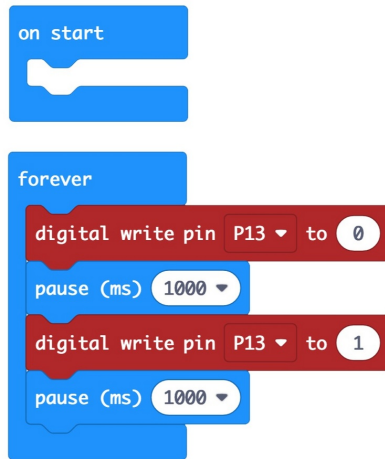 on start
forever
digital write pin P13 to 0
pause (ms) 1000
digital write pin P13 to 1
pause (ms) 1000